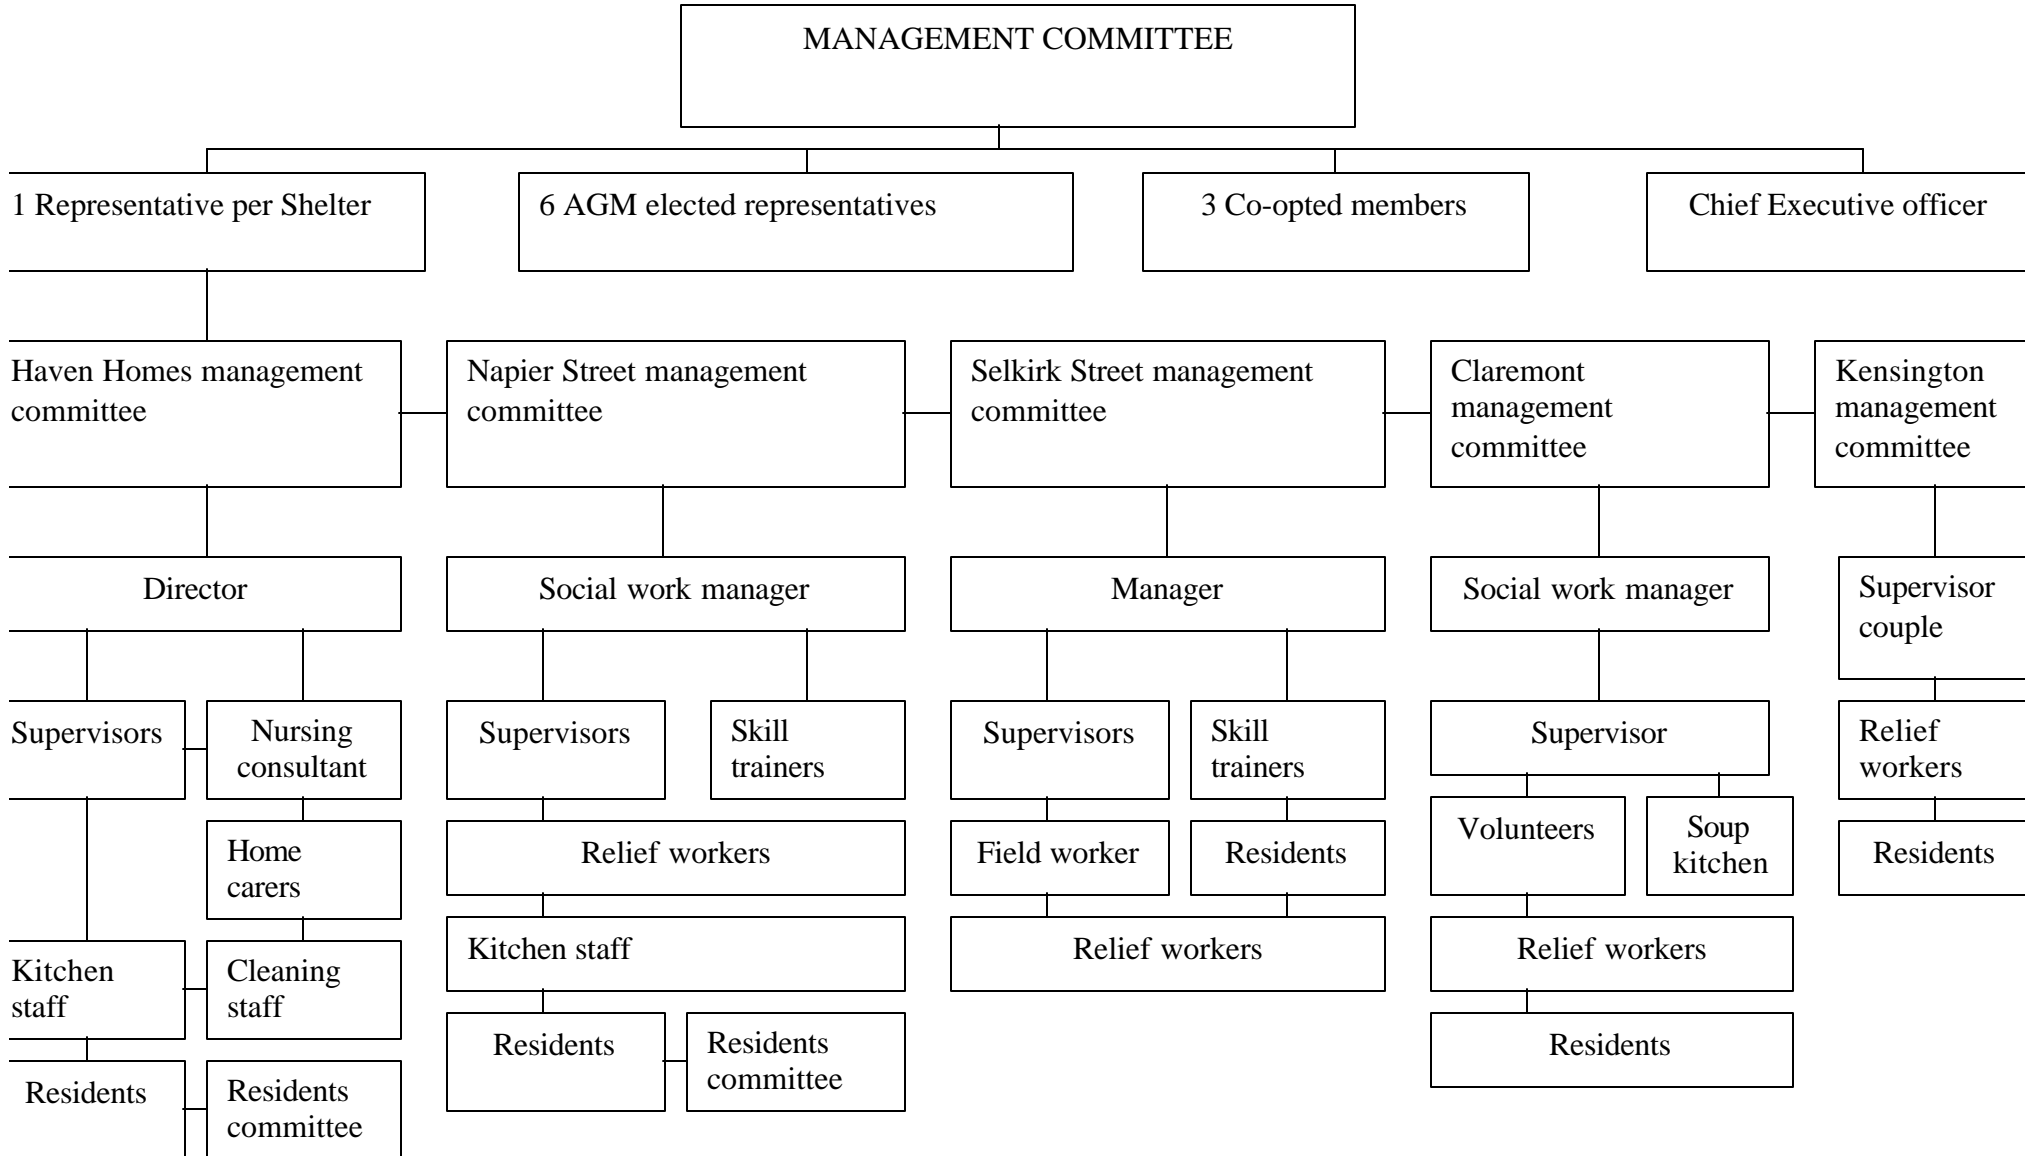 MANAGEMENT COMMITTEE
1 Representative per Shelter
6 AGM elected representatives
3 Co-opted members
Chief Executive officer
Haven Homes management
committee
Napier Street management
committee
Selkirk Street management
committee
Claremont
management
committee
Kensington
management
committee
Director
Social work manager
Manager
Social work manager
Supervisor
couple
Supervisors
Nursing
consultant
Supervisors
Skill
trainers
Supervisors
Skill
trainers
Supervisor
Relief
workers
Home
carers
Relief workers
Field worker
Residents
Volunteers
Soup
kitchen
Residents
Kitchen
staff
Cleaning
staff
Kitchen staff
Relief workers
Relief workers
Residents
Residents
committee
Residents
Residents
committee
Residents